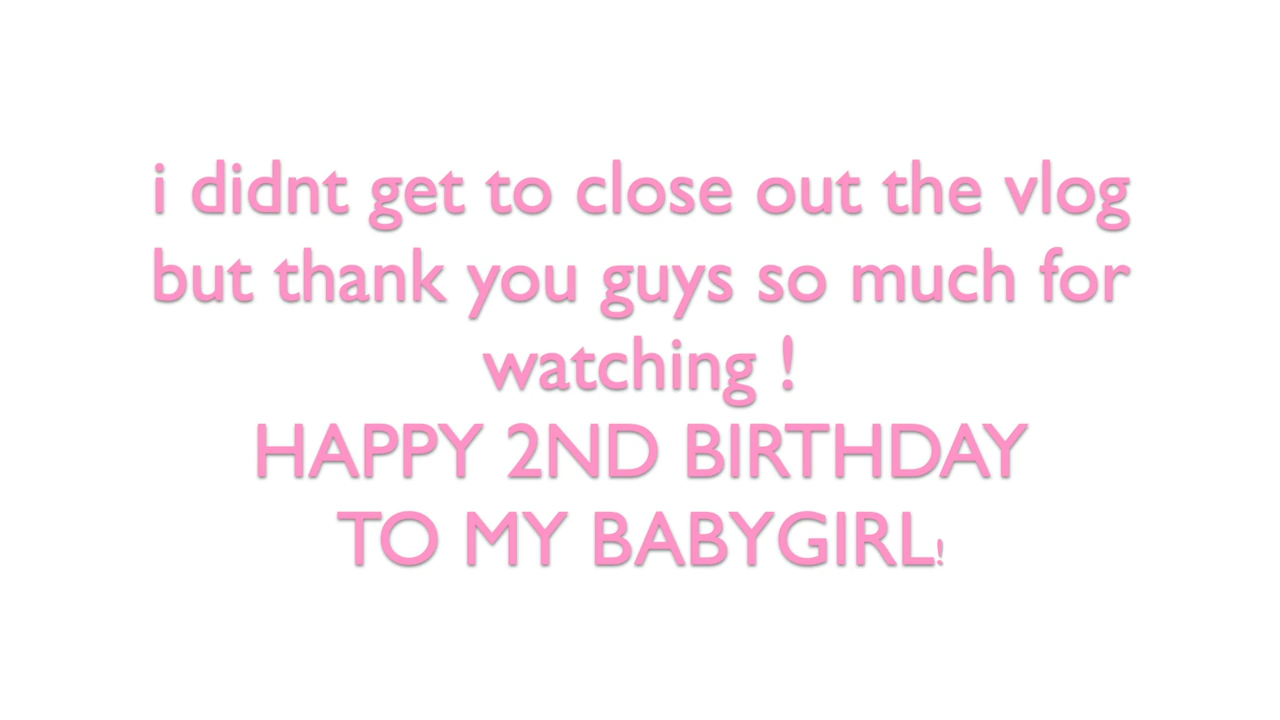 i didnt get to close out the vlog
but thank you guys so much for
watching !
HAPPY 2ND BIRTHDAY
TO MY BABYGIRL!